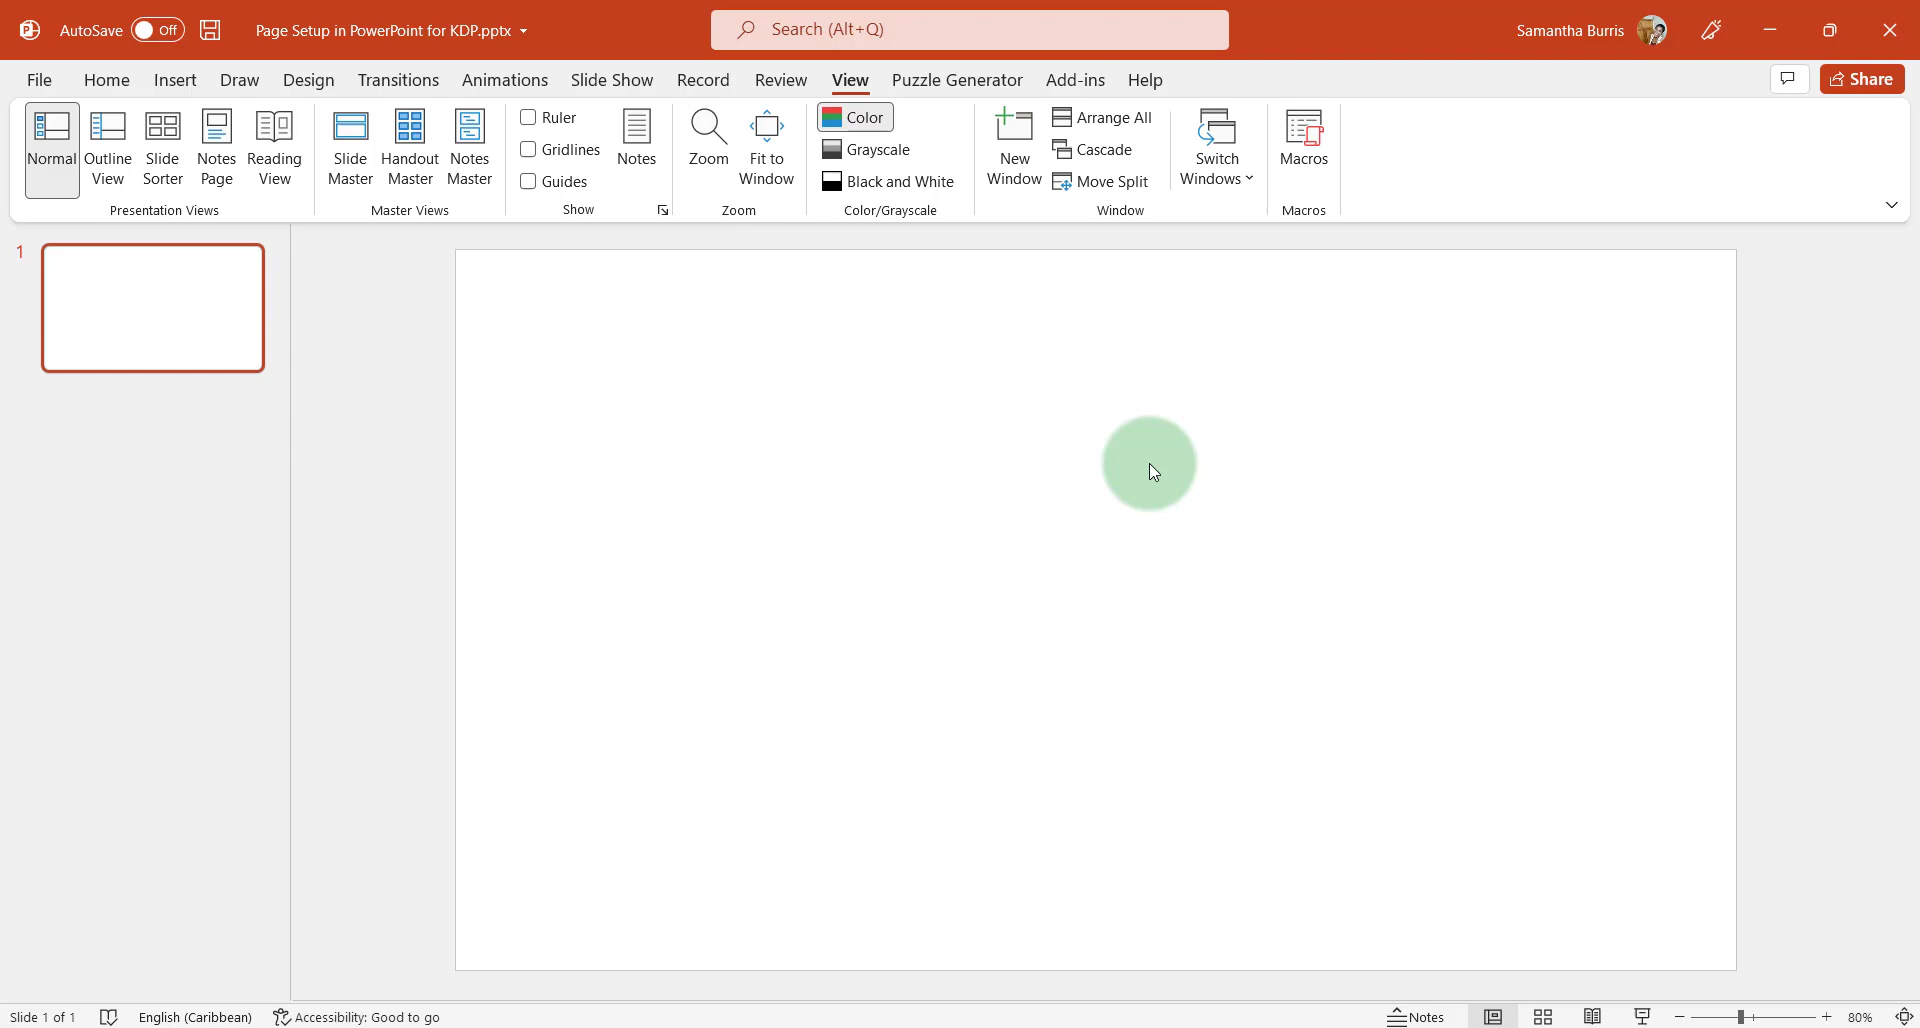 AutoSave Off Page Setup in PowerPoint for KDP.pptx Search (Alt+Q) Samantha Burris
File Home Insert Draw Design Transitions Animations Slide Show Record Review View Puzzle Generator Add-ins Help Share
Normal Outline View Slide Sorter Notes Page Reading View
Presentation Views
Slide Master Handout Master Notes Master
Master Views
Ruler
Gridlines
Guides
Notes
Show
Zoom Fit to Window
Zoom
Color
Grayscale
Black and White
Color/Grayscale
New Window
Arrange All
Cascade
Move Split
Switch Windows
Window
Macros
Macros
1
Slide 1 of 1 English (Caribbean) Accessibility: Good to go Notes 80%